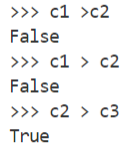 >>> c1 >c2
False
>>> c1 > c2
False
>>> c2 > c3
True